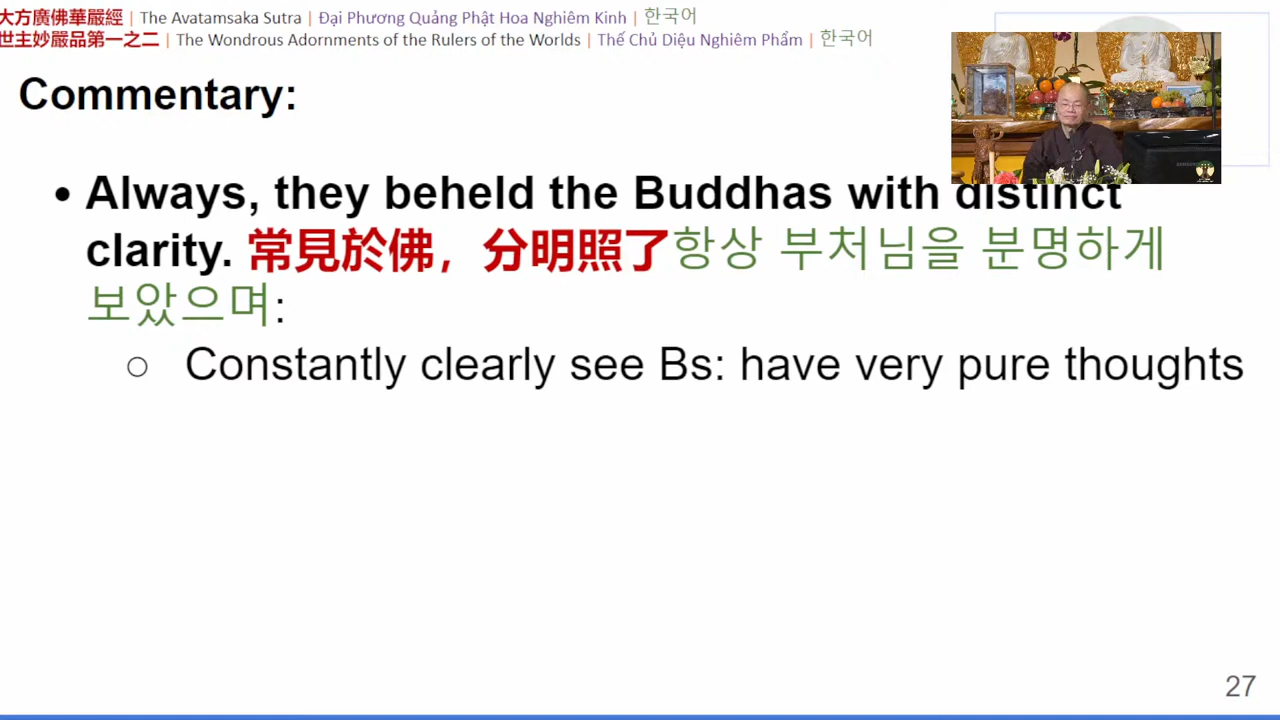 大方廣佛華嚴經 | The Avatamsaka Sutra | Đại Phương Quảng Phật Hoa Nghiêm Kinh | 한국어
世主妙嚴品第一之二 | The Wondrous Adornments of the Rulers of the Worlds | Thế Chủ Diệu Nghiêm Phẩm | 한국어
Commentary:
• Always, they beheld the Buddhas with distinct
clarity. 常見於佛，分明照了항상 부처님을 분명하게
보았으며:
○ Constantly clearly see Bs: have very pure thoughts
27